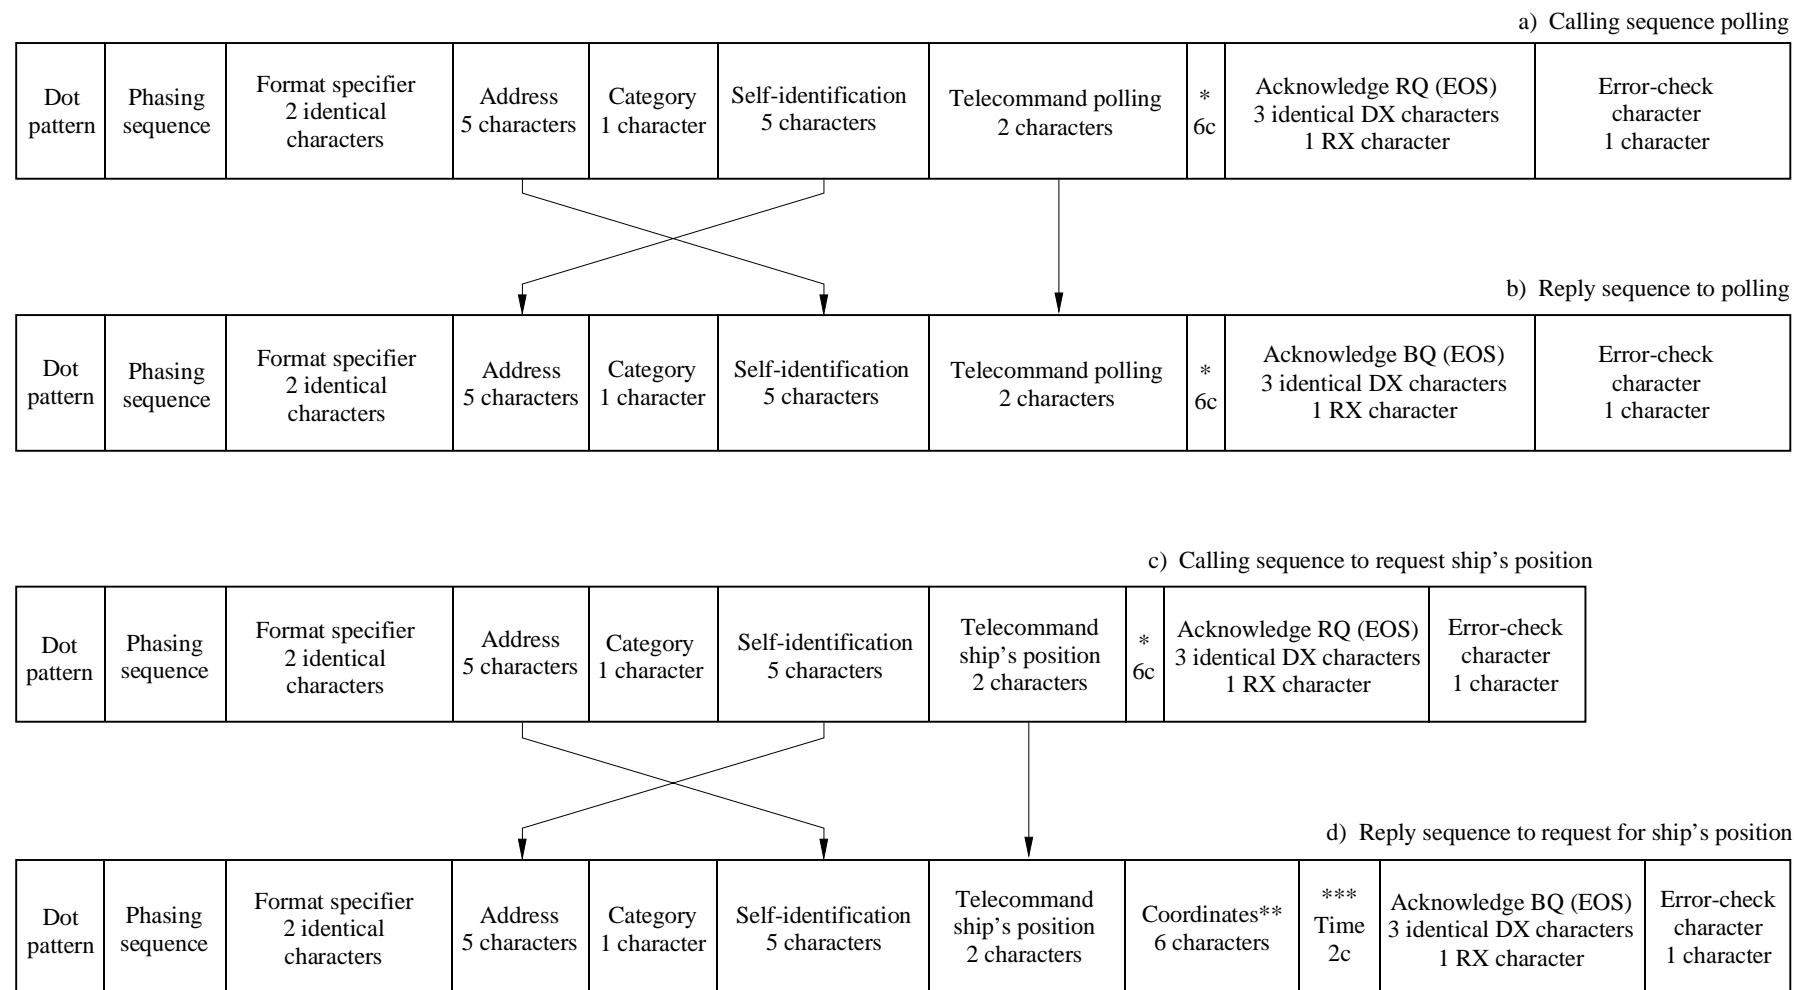 a) Calling sequence polling
Dot
pattern
Phasing
sequence
Format specifier
2 identical
characters
Address
5 characters
Category
1 character
Self-identification
5 characters
Telecommand polling
2 characters
*
6c
Acknowledge RQ (EOS)
3 identical DX characters
1 RX character
Error-check
character
1 character
b) Reply sequence to polling
Dot
pattern
Phasing
sequence
Format specifier
2 identical
characters
Address
5 characters
Category
1 character
Self-identification
5 characters
Telecommand polling
2 characters
*
6c
Acknowledge BQ (EOS)
3 identical DX characters
1 RX character
Error-check
character
1 character
c) Calling sequence to request ship’s position
Dot
pattern
Phasing
sequence
Format specifier
2 identical
characters
Address
5 characters
Category
1 character
Self-identification
5 characters
Telecommand
ship’s position
2 characters
*
6c
Acknowledge RQ (EOS)
3 identical DX characters
1 RX character
Error-check
character
1 character
d) Reply sequence to request for ship’s position
Dot
pattern
Phasing
sequence
Format specifier
2 identical
characters
Address
5 characters
Category
1 character
Self-identification
5 characters
Telecommand
ship’s position
2 characters
Coordinates**
6 characters
***
Time
2c
Acknowledge BQ (EOS)
3 identical DX characters
1 RX character
Error-check
character
1 character